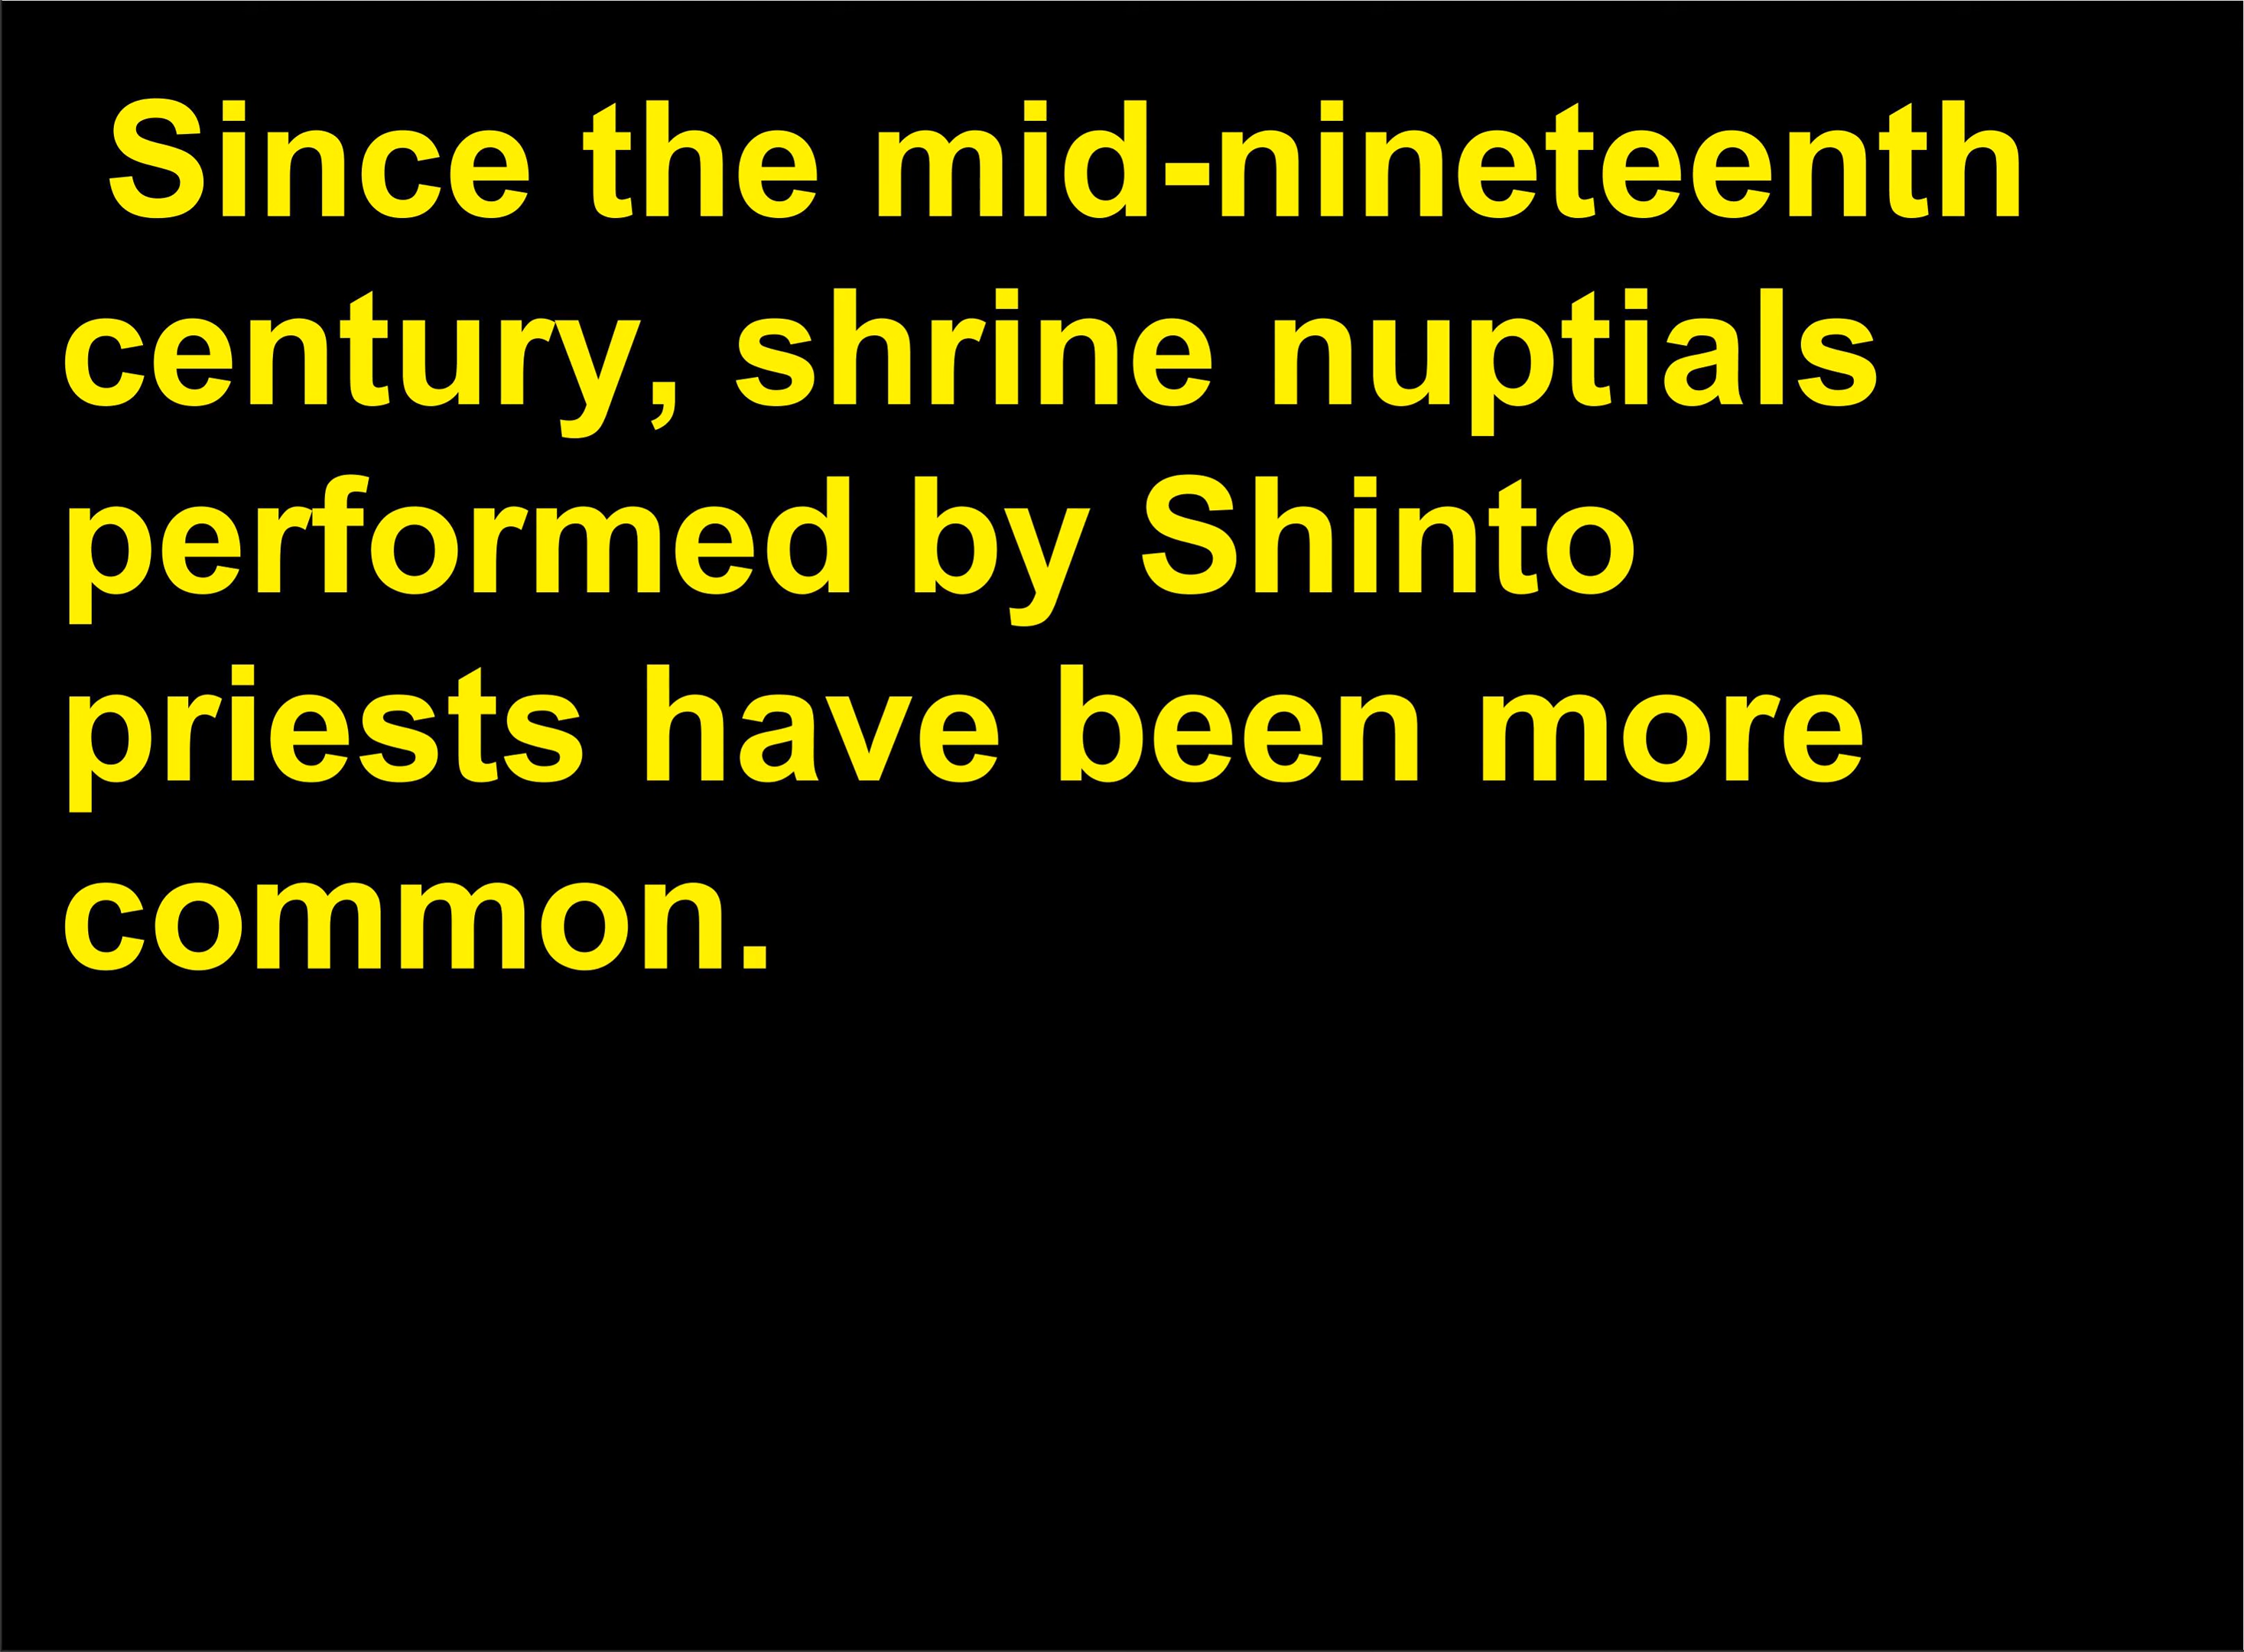 Since the mid-nineteenth
century, shrine nuptials
performed by Shinto
priests have been more
common.